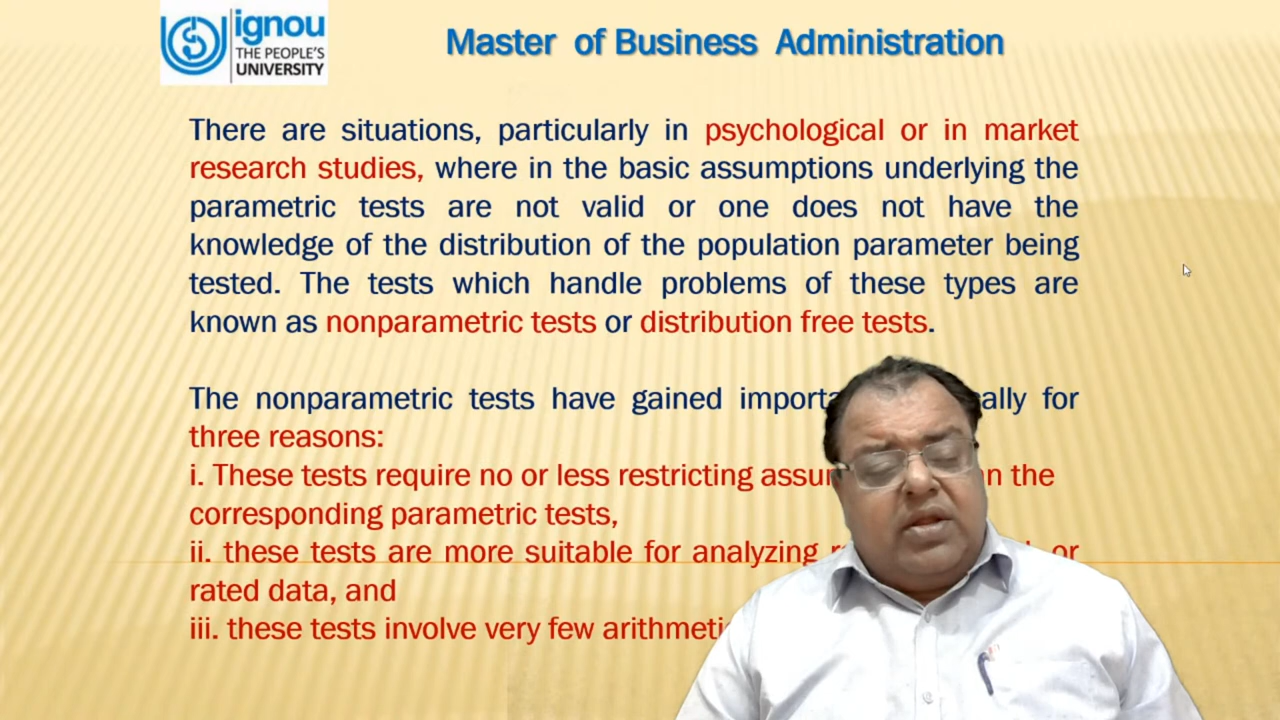 ignou
THE PEOPLE'S
UNIVERSITY
Master of Business Administration
There are situations, particularly in psychological or in market
research studies, where in the basic assumptions underlying the
parametric tests are not valid or one does not have the
knowledge of the distribution of the population parameter being
tested. The tests which handle problems of these types are
known as nonparametric tests or distribution free tests.
The nonparametric tests have gained for
three reasons:
i. These tests require no or less restricting the
corresponding parametric tests,
ii. these tests are more suitable for analyzing or
rated data, and
iii. these tests involve very few